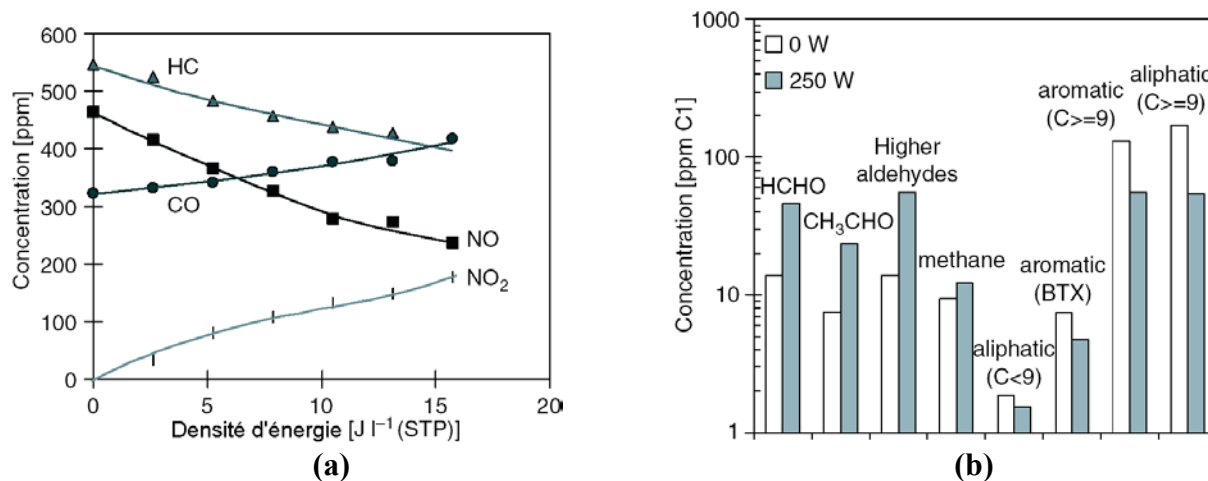 600
500
400
300
200
100
0
Concentration [ppm]
HC
CO
NO
NO2
0
5
10
15
20
Densité d'énergie [J l⁻¹ (STP)]
(a)
1000
100
10
1
Concentration [ppm C1]
0 W
250 W
HCHO
CH3CHO
Higher
aldehydes
methane
aliphatic
(C<9)
aromatic
(BTX)
aromatic
(C>=9)
aliphatic
(C>=9)
(b)